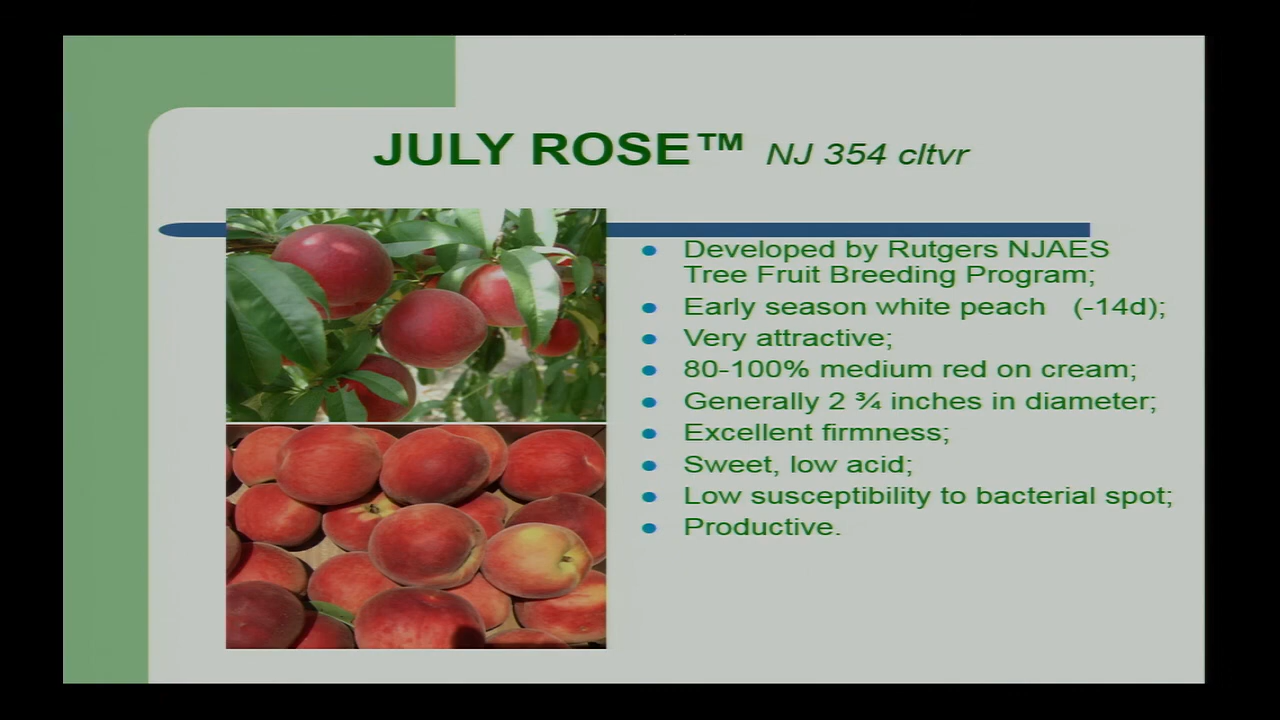 JULY ROSE™ NJ 354 cltvr
• Developed by Rutgers NJAES
Tree Fruit Breeding Program;
• Early season white peach (-14d);
• Very attractive;
• 80-100% medium red on cream;
• Generally 2 ¾ inches in diameter;
• Excellent firmness;
• Sweet, low acid;
• Low susceptibility to bacterial spot;
• Productive.